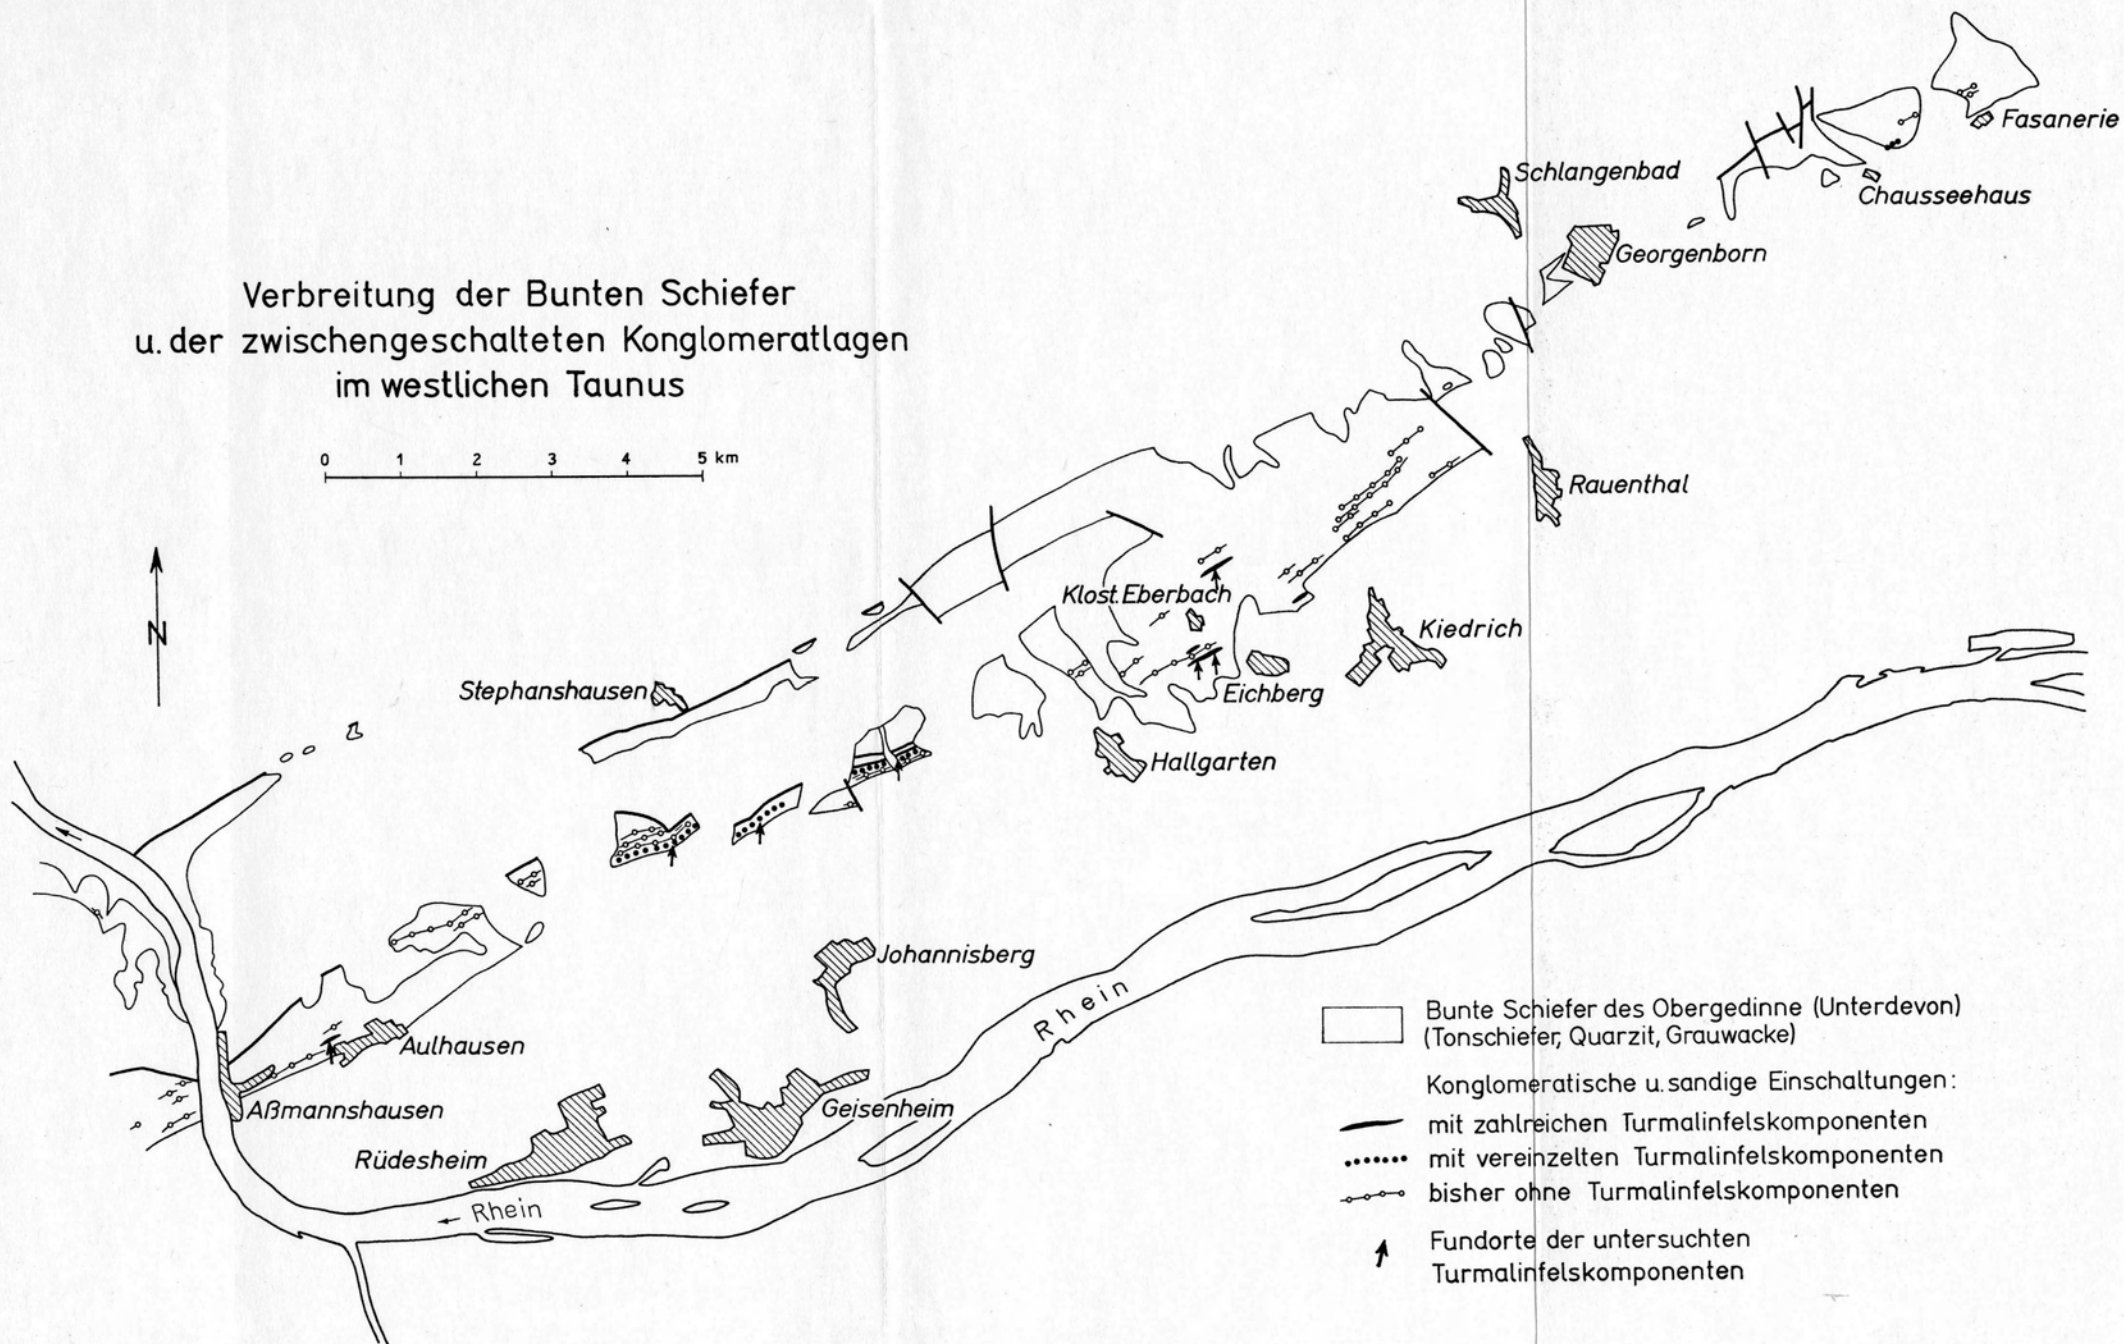 Verbreitung der Bunten Schiefer
u. der zwischengeschalteten Konglomeratlagen
im westlichen Taunus
0 1 2 3 4 5 km
N
Fasanerie
Chausseehaus
Schlangenbad
Georgenborn
Rauenthal
Klost. Eberbach
Kiedrich
Eichberg
Stephanshausen
Hallgarten
Johannisberg
Rhein
Aulhausen
Aßmannshausen
Geisenheim
Rüdesheim
Rhein
Bunte Schiefer des Obergedinne (Unterdevon)
(Tonschiefer, Quarzit, Grauwacke)
Konglomeratische u. sandige Einschaltungen:
mit zahlreichen Turmalinfelskomponenten
mit vereinzelten Turmalinfelskomponenten
bisher ohne Turmalinfelskomponenten
Fundorte der untersuchten
Turmalinfelskomponenten